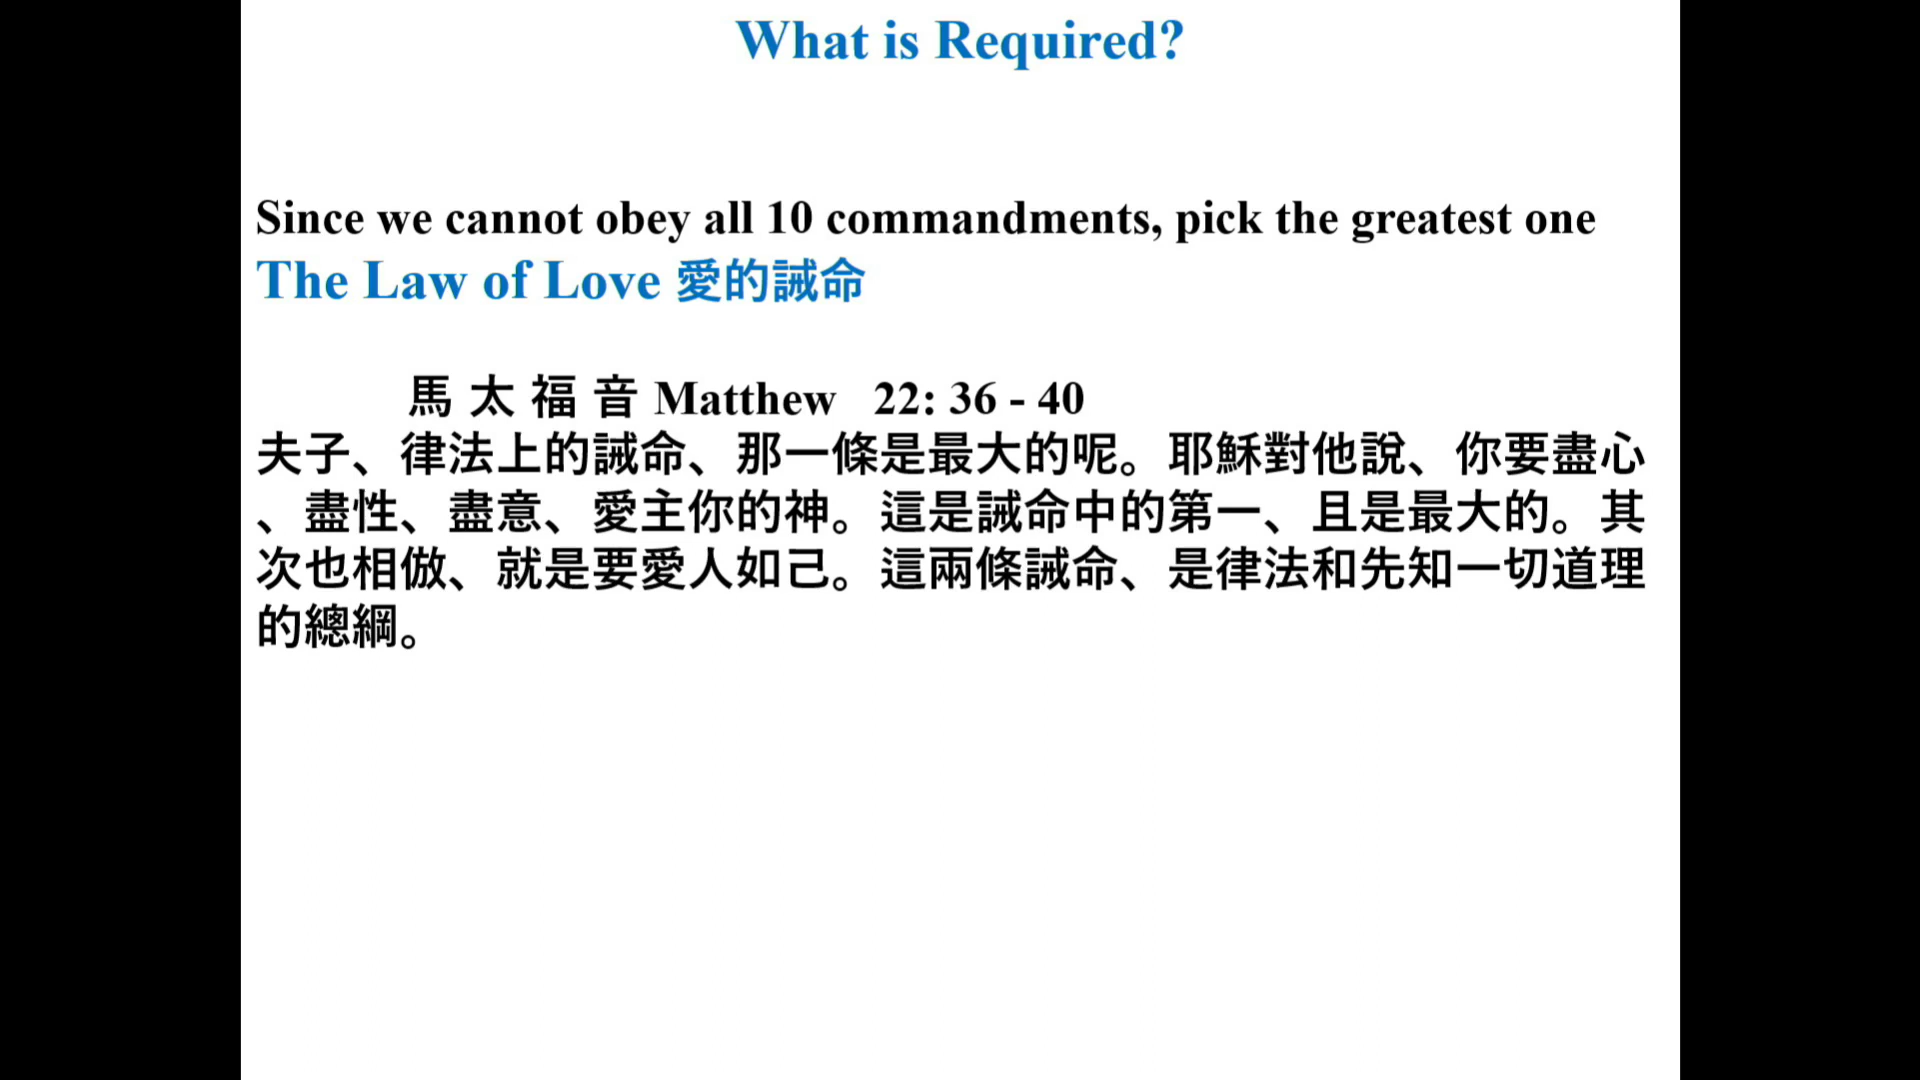 What is Required?
Since we cannot obey all 10 commandments, pick the greatest one
The Law of Love 愛的誡命
馬 太 福 音 Matthew 22: 36 - 40
夫子、律法上的誡命、那一條是最大的呢。耶穌對他說、你要盡心
、盡性、盡意、愛主你的神。這是誡命中的第一、且是最大的。其
次也相倣、就是要愛人如己。這兩條誡命、是律法和先知一切道理
的總綱。